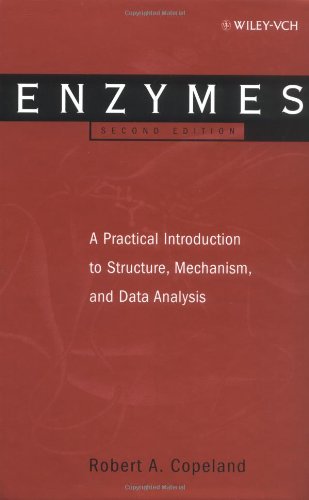 WILEY-VCH
ENZYMES
SECOND EDITION
A Practical Introduction
to Structure, Mechanism,
and Data Analysis
Robert A. Copeland